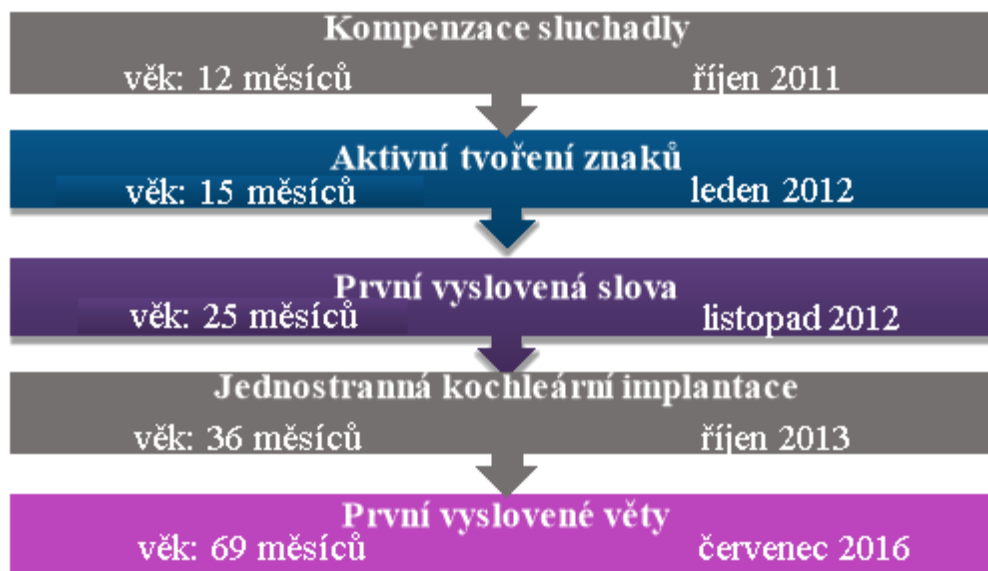 Kompenzace sluchadly
věk: 12 měsíců říjen 2011
Aktivní tvoření znaků
věk: 15 měsíců leden 2012
První vyslovená slova
věk: 25 měsíců listopad 2012
Jednostranná kochleární implantace
věk: 36 měsíců říjen 2013
První vyslovené věty
věk: 69 měsíců červenec 2016